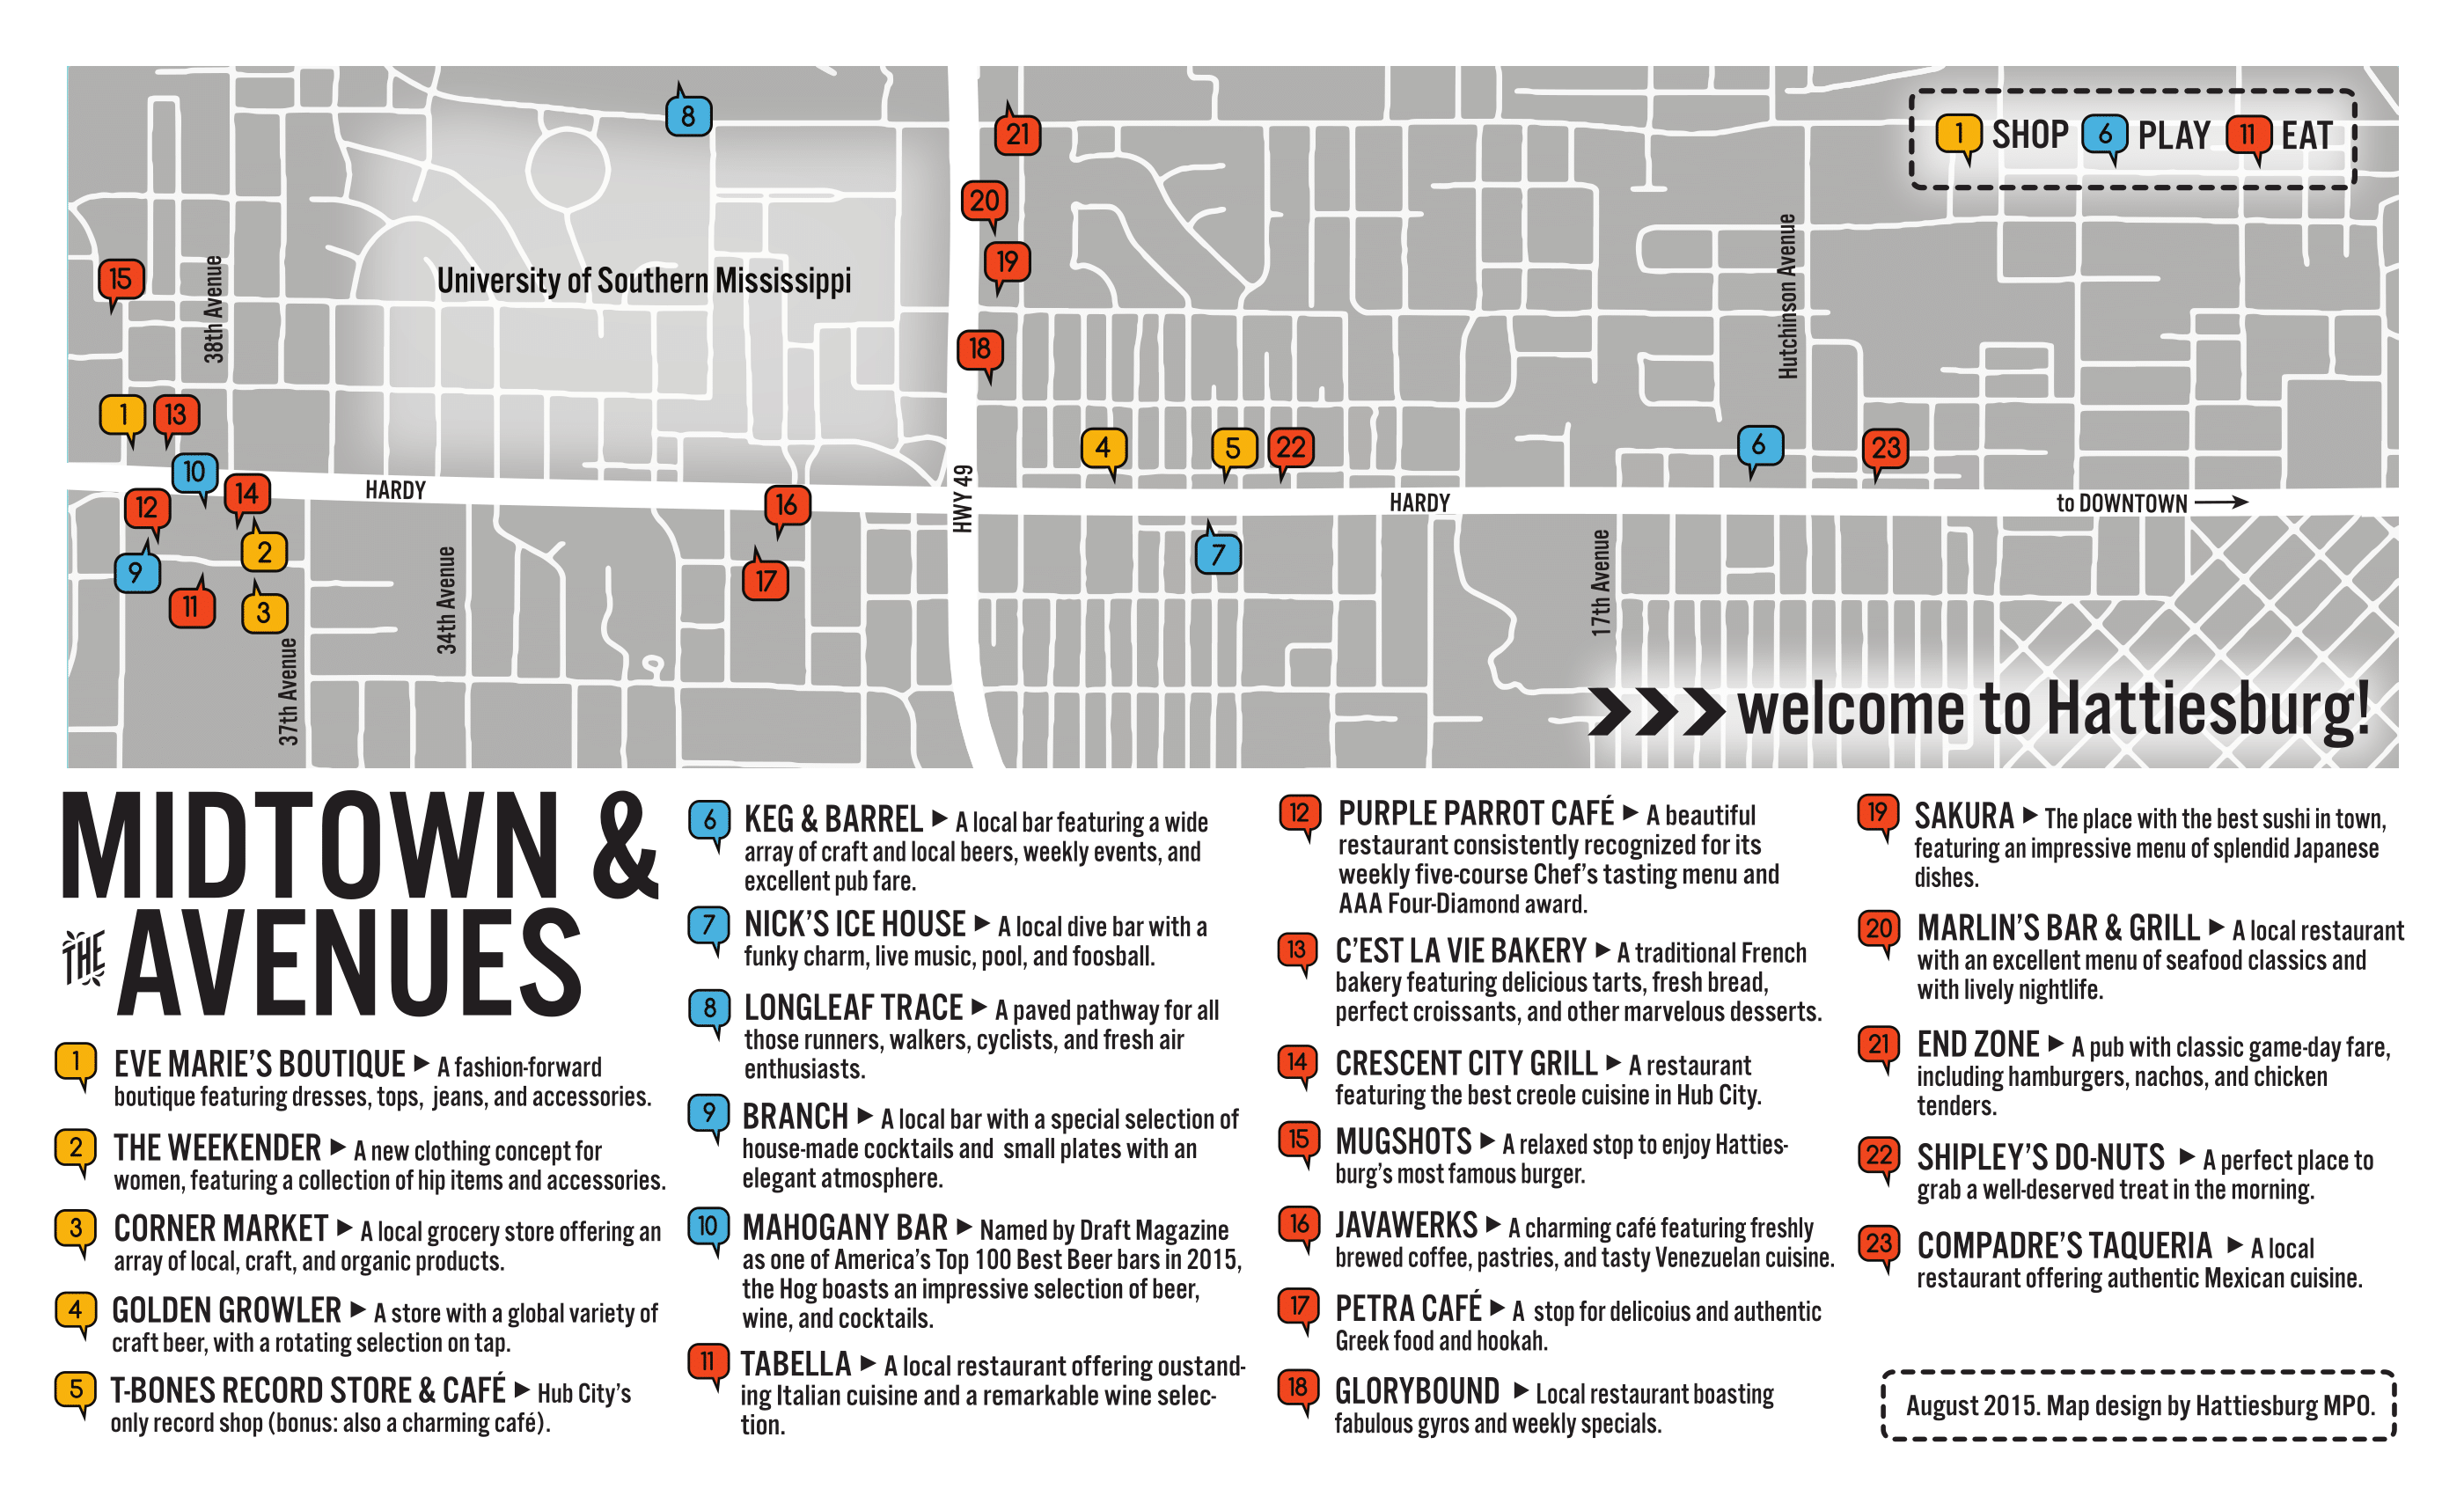 8
21
1 SHOP 6 PLAY 11 EAT
20
19
15
University of Southern Mississippi
38th Avenue
Hutchinson Avenue
18
1
13
4
5
22
6
23
10
14
12
HARDY
16
HWY 49
HARDY
to DOWNTOWN
2
9
7
17
11
3
34th Avenue
17th Avenue
37th Avenue
welcome to Hattiesburg!
MIDTOWN &
THE AVENUES
1 EVE MARIE'S BOUTIQUE ▶ A fashion-forward
boutique featuring dresses, tops, jeans, and accessories.
2 THE WEEKENDER ▶ A new clothing concept for
women, featuring a collection of hip items and accessories.
3 CORNER MARKET ▶ A local grocery store offering an
array of local, craft, and organic products.
4 GOLDEN GROWLER ▶ A store with a global variety of
craft beer, with a rotating selection on tap.
5 T-BONES RECORD STORE & CAFÉ ▶ Hub City's
only record shop (bonus: also a charming café).
6 KEG & BARREL ▶ A local bar featuring a wide
array of craft and local beers, weekly events, and
excellent pub fare.
7 NICK'S ICE HOUSE ▶ A local dive bar with a
funky charm, live music, pool, and foosball.
8 LONGLEAF TRACE ▶ A paved pathway for all
those runners, walkers, cyclists, and fresh air
enthusiasts.
9 BRANCH ▶ A local bar with a special selection of
house-made cocktails and small plates with an
elegant atmosphere.
10 MAHOGANY BAR ▶ Named by Draft Magazine
as one of America's Top 100 Best Beer bars in 2015,
the Hog boasts an impressive selection of beer,
wine, and cocktails.
11 TABELLA ▶ A local restaurant offering oustand-
ing Italian cuisine and a remarkable wine selec-
tion.
12 PURPLE PARROT CAFÉ ▶ A beautiful
restaurant consistently recognized for its
weekly five-course Chef's tasting menu and
AAA Four-Diamond award.
13 C'EST LA VIE BAKERY ▶ A traditional French
bakery featuring delicious tarts, fresh bread,
perfect croissants, and other marvelous desserts.
14 CRESCENT CITY GRILL ▶ A restaurant
featuring the best creole cuisine in Hub City.
15 MUGSHOTS ▶ A relaxed stop to enjoy Hatties-
burg's most famous burger.
16 JAVAWERKS ▶ A charming café featuring freshly
brewed coffee, pastries, and tasty Venezuelan cuisine.
17 PETRA CAFÉ ▶ A stop for delicoius and authentic
Greek food and hookah.
18 GLORYBOUND ▶ Local restaurant boasting
fabulous gyros and weekly specials.
19 SAKURA ▶ The place with the best sushi in town,
featuring an impressive menu of splendid Japanese
dishes.
20 MARLIN'S BAR & GRILL ▶ A local restaurant
with an excellent menu of seafood classics and
with lively nightlife.
21 END ZONE ▶ A pub with classic game-day fare,
including hamburgers, nachos, and chicken
tenders.
22 SHIPLEY'S DO-NUTS ▶ A perfect place to
grab a well-deserved treat in the morning.
23 COMPADRE'S TAQUERIA ▶ A local
restaurant offering authentic Mexican cuisine.
August 2015. Map design by Hattiesburg MPO.